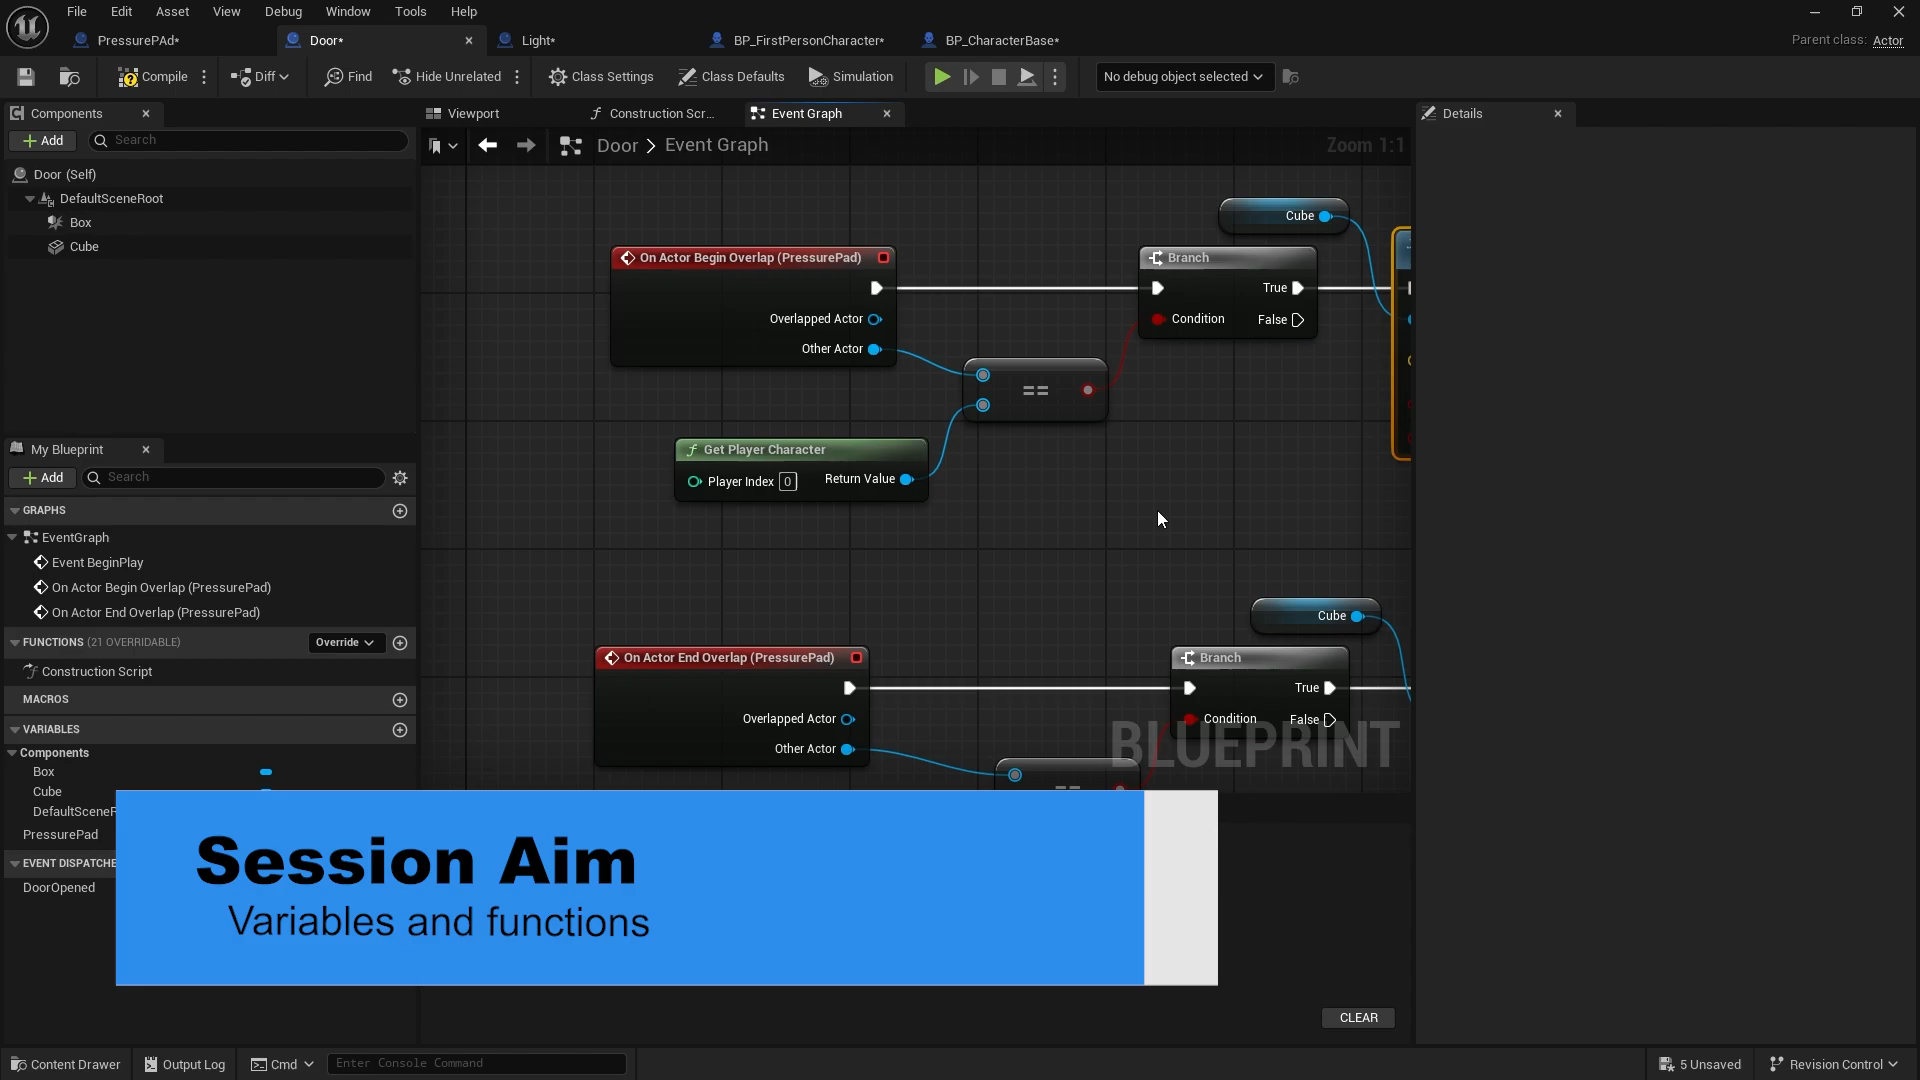 File Edit Asset View Debug Window Tools Help
PressurePAd* Door* Light* BP_FirstPersonCharacter* BP_CharacterBase* Parent class: Actor
Compile Diff Find Hide Unrelated Class Settings Class Defaults Simulation No debug object selected
Components Viewport Construction Scr... Event Graph Details
Add Search
Door > Event Graph Zoom 1:1
Door (Self)
DefaultSceneRoot
Box
Cube
Cube
On Actor Begin Overlap (PressurePad)
Branch
True
Overlapped Actor
Condition False
Other Actor
==
Get Player Character
Player Index 0 Return Value
My Blueprint
Add Search
GRAPHS
EventGraph
Event BeginPlay
On Actor Begin Overlap (PressurePad)
On Actor End Overlap (PressurePad)
FUNCTIONS (21 OVERRIDABLE) Override
Construction Script
MACROS
VARIABLES
Components
Box
Cube
DefaultSceneR
PressurePad
EVENT DISPATCHE
DoorOpened
Cube
On Actor End Overlap (PressurePad)
Branch
True
Overlapped Actor
Condition False
Other Actor
==
BLUEPRINT
Session Aim
Variables and functions
CLEAR
Content Drawer Output Log Cmd Enter Console Command 5 Unsaved Revision Control